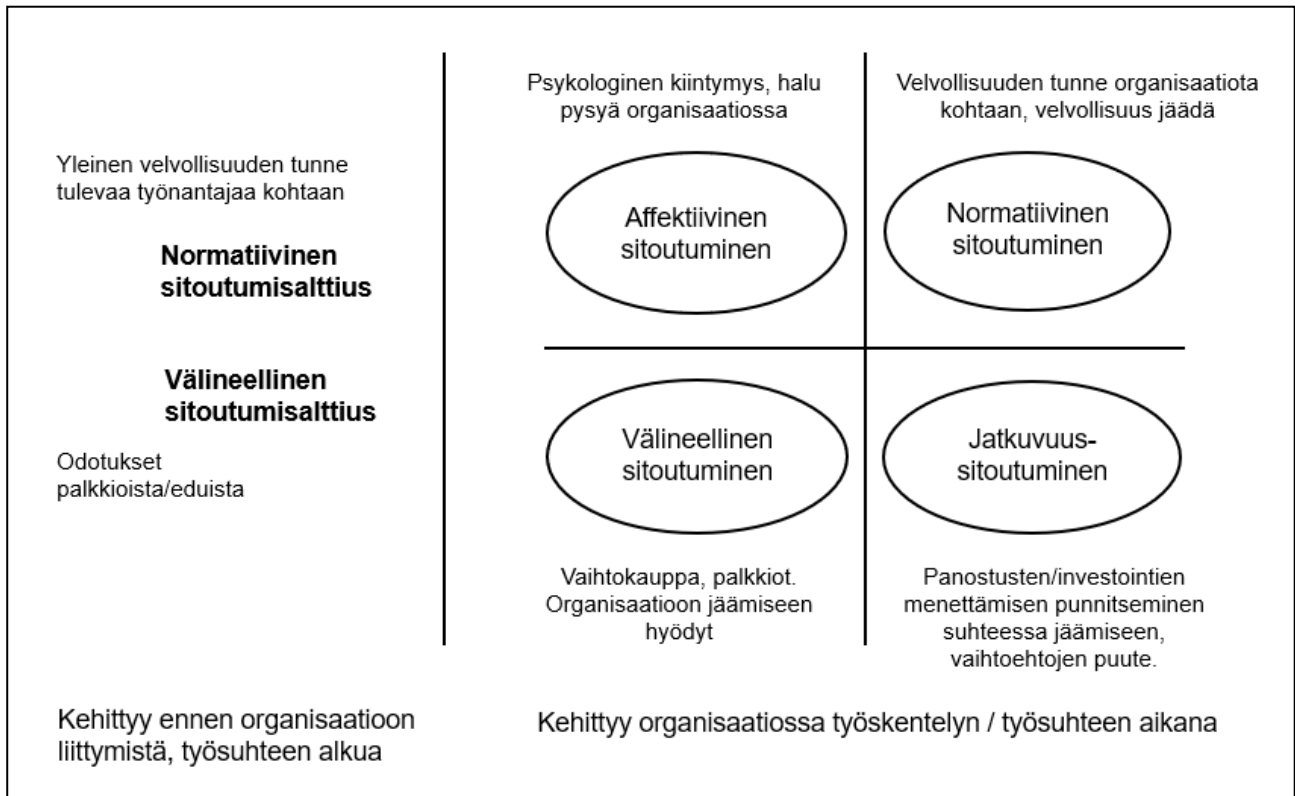 Psykologinen kiintymys, halu
pysyä organisaatiossa
Velvollisuuden tunne organisaatiota
kohtaan, velvollisuus jäädä
Yleinen velvollisuuden tunne
tulevaa työnantajaa kohtaan
Normatiivinen
sitoutumisalttius
Affektiivinen
sitoutuminen
Normatiivinen
sitoutuminen
Välineellinen
sitoutumisalttius
Odotukset
palkkioista/eduista
Välineellinen
sitoutuminen
Jatkuvuus-
sitoutuminen
Vaihtokauppa, palkkiot.
Organisaatioon jäämiseen
hyödyt
Panostusten/investointien
menettämisen punnitseminen
suhteessa jäämiseen,
vaihtoehtojen puute.
Kehittyy ennen organisaatioon
liittymistä, työsuhteen alkua
Kehittyy organisaatiossa työskentelyn / työsuhteen aikana